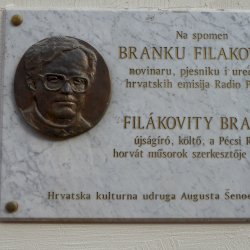 Na spomen
BRANKU FILAKO
novinaru, pjesniku i ure
hrvatskih emisija Radio
FILÁKOVITY BRA
újságíró, költő, a Pécsi
horvát műsorok szerkesztője
Hrvatska kulturna udruga Augusta Šeno